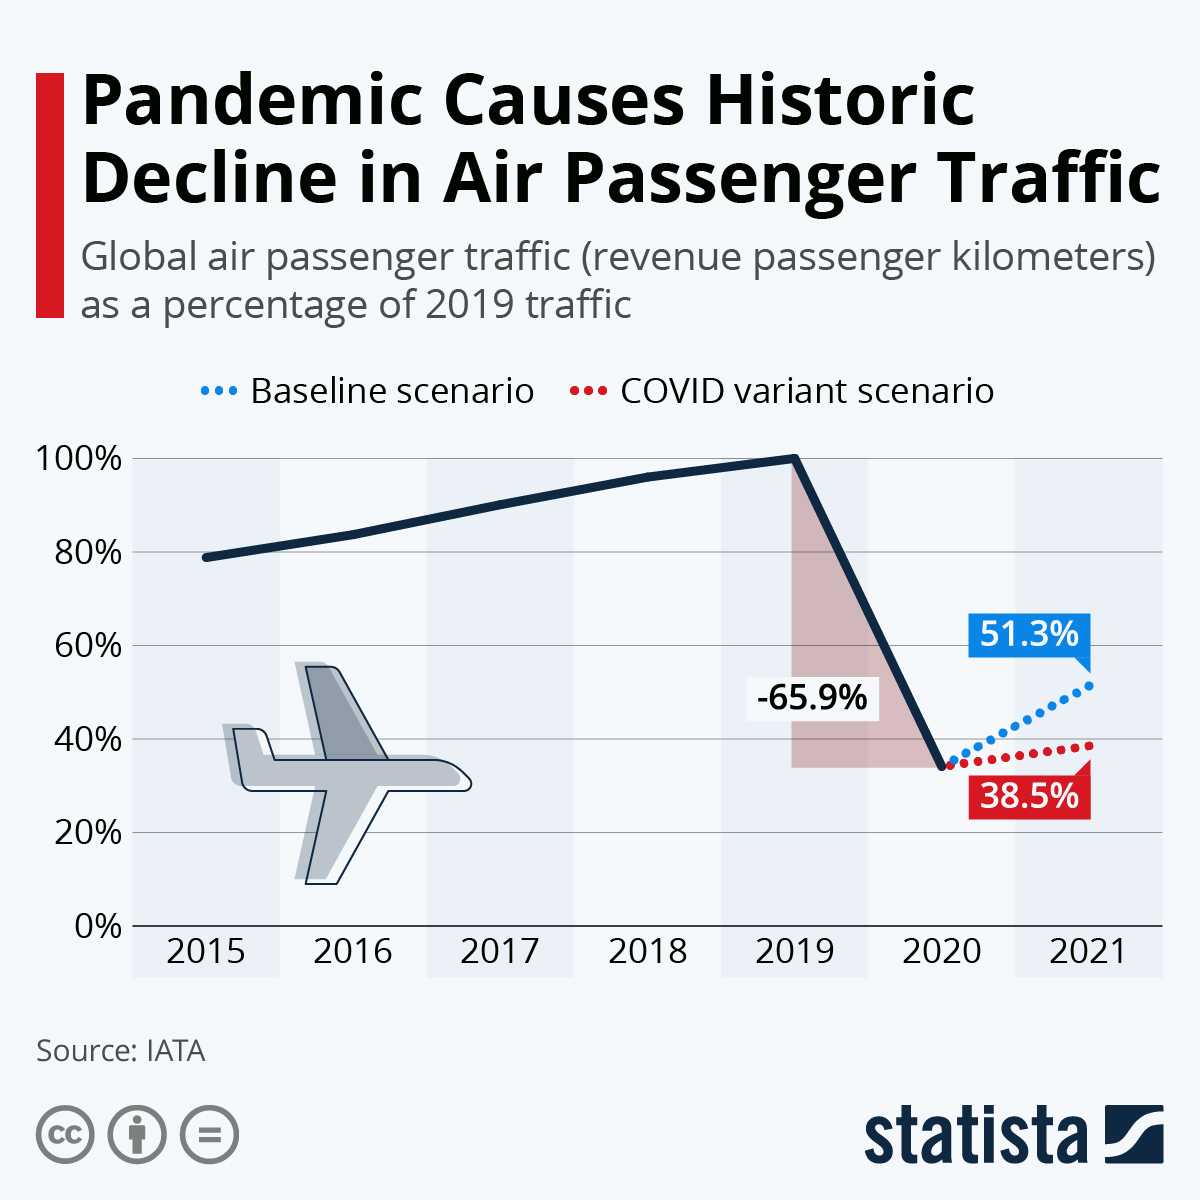 Pandemic Causes Historic
Decline in Air Passenger Traffic
Global air passenger traffic (revenue passenger kilometers)
as a percentage of 2019 traffic
Baseline scenario COVID variant scenario
100%
80%
60%
40%
20%
0%
51.3%
-65.9%
38.5%
2015 2016 2017 2018 2019 2020 2021
Source: IATA
cc
statista